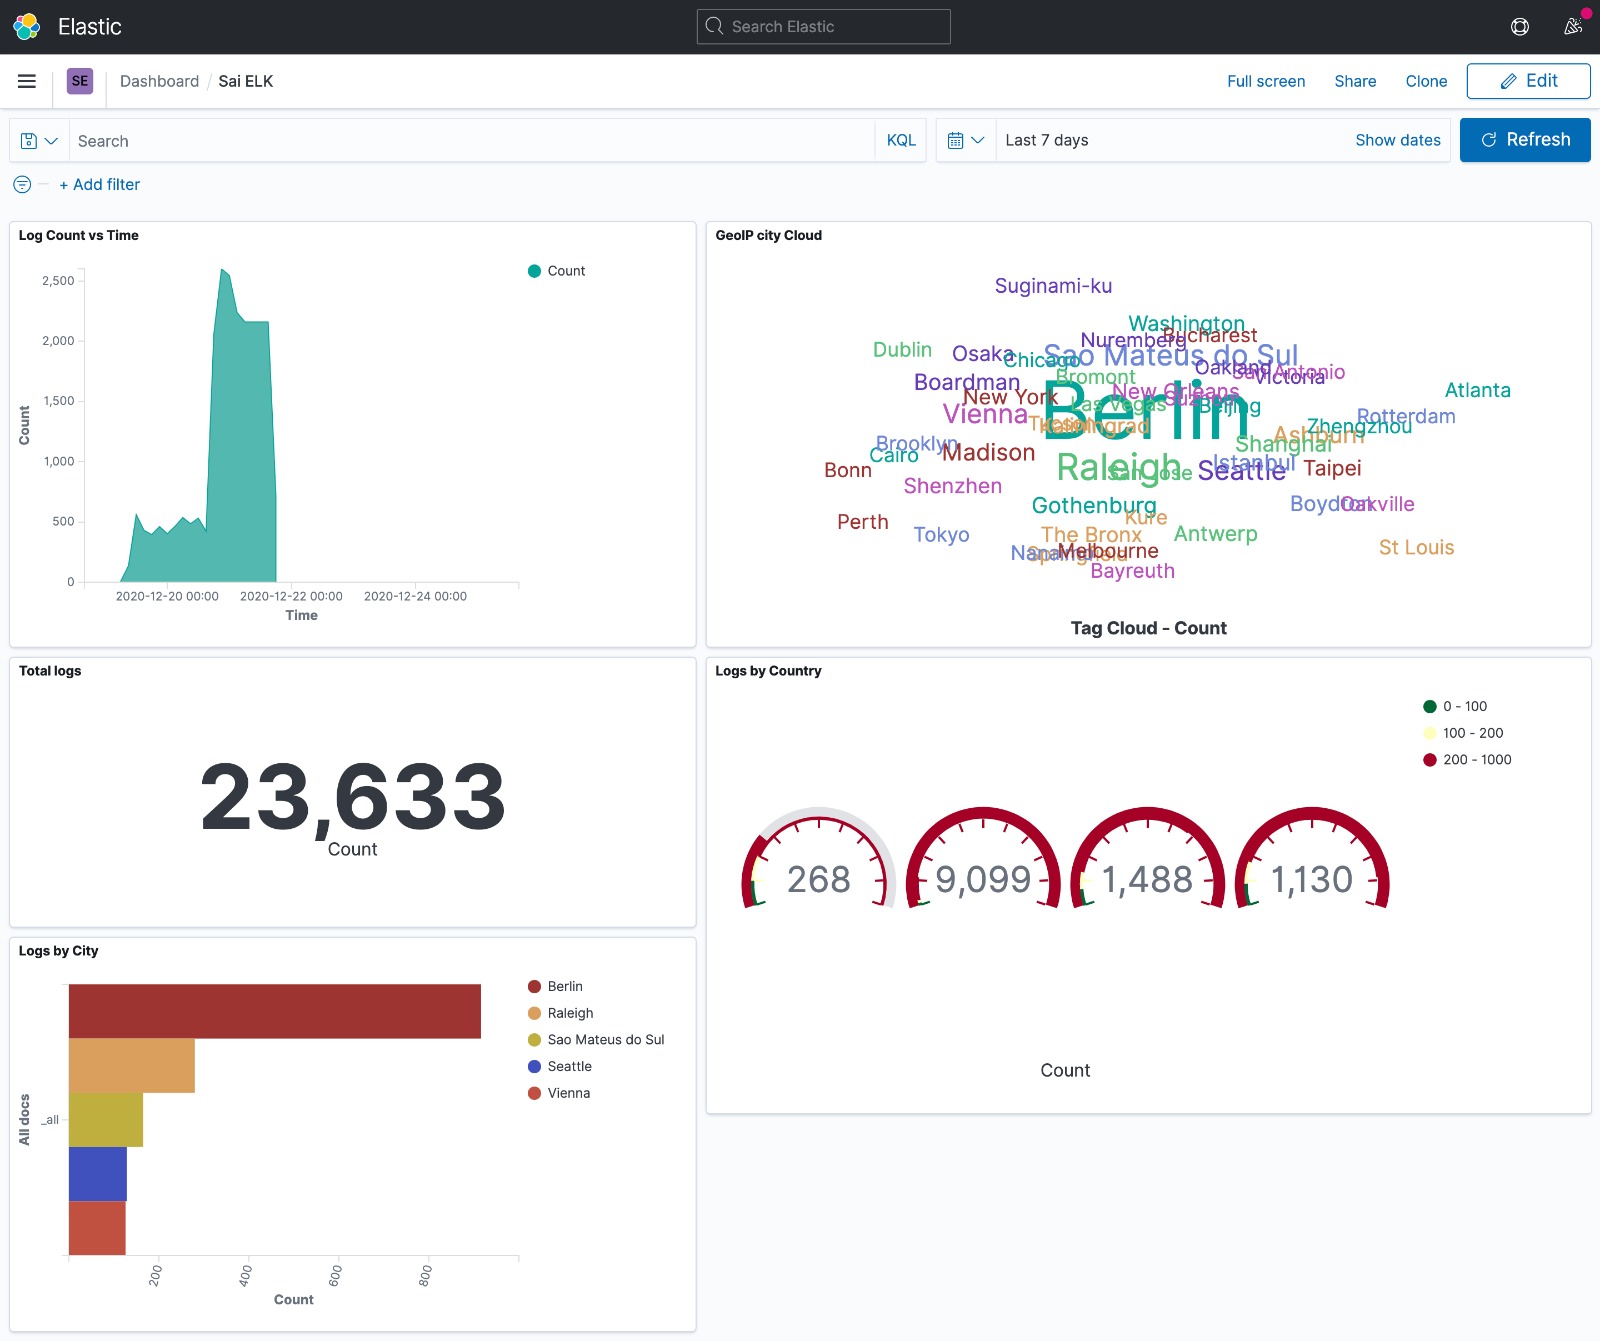 Elastic
Search Elastic
SE
Dashboard / Sai ELK
Full screen
Share
Clone
Edit
Search
KQL
Last 7 days
Show dates
Refresh
+ Add filter
Log Count vs Time
2,500
2,000
1,500
1,000
500
0
Count
2020-12-20 00:00
2020-12-22 00:00
2020-12-24 00:00
Time
Count
GeoIP city Cloud
Suginami-ku
Washington
Bucharest
Nuremberg
Dublin
Osaka
Chicago
Sao Mateus do Sul
Oakland
San Antonio
Victoria
Boardman
Bromont
New York
New Orleans
Atlanta
Vienna
Las Vegas
Berlin
Beijing
Rotterdam
Zhengzhou
Kaliningrad
Ashburn
Brooklyn
Cairo
Madison
Shanghai
Bonn
Raleigh
San Jose
Istanbul
Seattle
Taipei
Shenzhen
Gothenburg
Boydton
Oakville
Perth
Kure
Tokyo
The Bronx
Antwerp
St Louis
Melbourne
Springfield
Bayreuth
Tag Cloud - Count
Total logs
23,633
Count
Logs by Country
0 - 100
100 - 200
200 - 1000
268
9,099
1,488
1,130
Count
Logs by City
All docs
_all
200
400
600
800
Count
Berlin
Raleigh
Sao Mateus do Sul
Seattle
Vienna